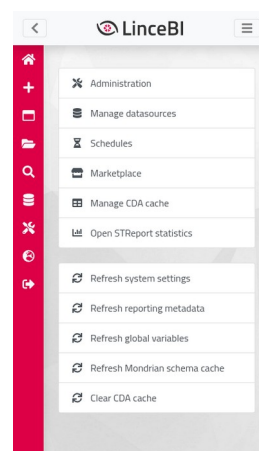 LinceBI
Administration
Manage datasources
Schedules
Marketplace
Manage CDA cache
Open STReport statistics
Refresh system settings
Refresh reporting metadata
Refresh global variables
Refresh Mondrian schema cache
Clear CDA cache